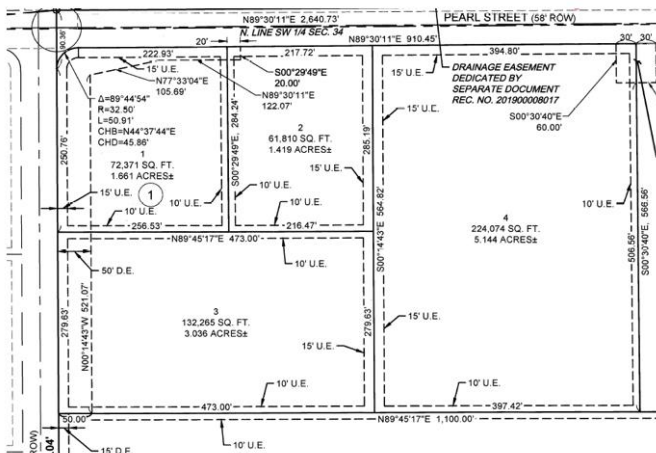 N89°30'11"E 2,640.73'
PEARL STREET (58' ROW)
N. LINE SW 1/4 SEC. 34
N89°30'11"E 910.45'
90.36'
20'
222.93'
217.72'
394.80'
30'
30'
15' U.E.
N77°33'04"E
105.69'
S00°29'49"E
20.00'
N89°30'11"E
122.07'
15' U.E.
DRAINAGE EASEMENT
DEDICATED BY
SEPARATE DOCUMENT
REC. NO. 201900008017
S00°30'40"E
60.00'
Δ=89°44'54"
R=32.50'
L=50.91'
CHB=N44°37'44"E
CHD=45.86'
1
72,371 SQ. FT.
1.661 ACRES±
1
250.76'
S00°29'49"E, 284.24'
2
61,810 SQ. FT.
1.419 ACRES±
285.19'
15' U.E.
15' U.E.
15' U.E.
10' U.E.
10' U.E.
10' U.E.
10' U.E.
10' U.E.
256.53'
216.47'
N89°45'17"E 473.00'
10' U.E.
50' D.E.
279.63'
N00°14'43"W 521.07'
3
132,265 SQ. FT.
3.036 ACRES±
279.63'
15' U.E.
10' U.E.
473.00'
S00°14'43"E 564.82'
4
224,074 SQ. FT.
5.144 ACRES±
10' U.E.
506.56'
S00°30'40"E, 566.56'
15' U.E.
10' U.E.
397.42'
50.00'
N89°45'17"E 1,100.00'
10' U.E.
15' D.E.
ROW)
.04'